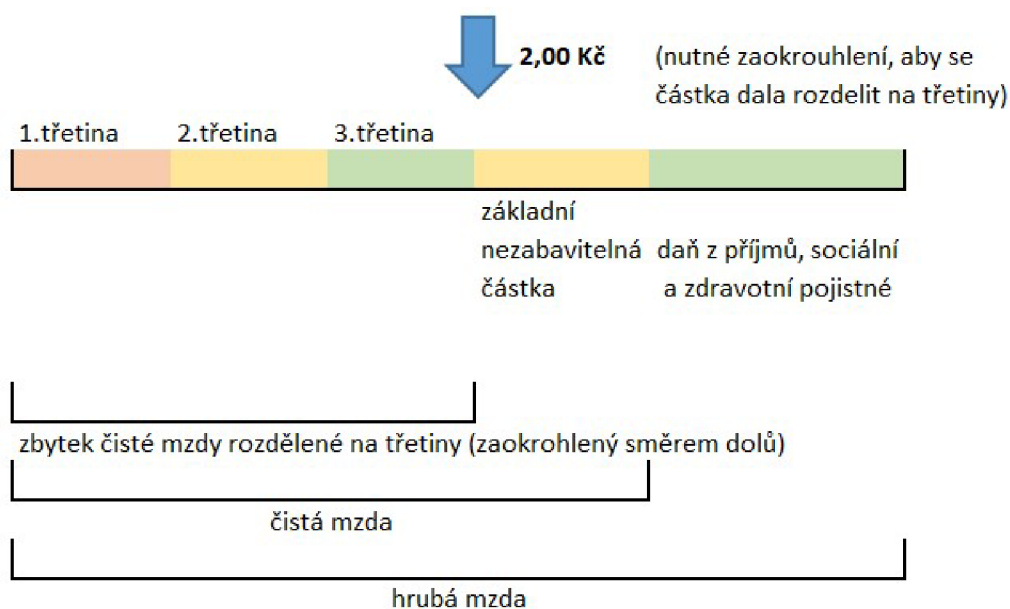 2,00 Kč (nutné zaokrouhlení, aby se
částka dala rozdelit na třetiny)
1.třetina 2.třetina 3.třetina
základní
nezabavitelná daň z příjmů, sociální
částka a zdravotní pojistné
zbytek čisté mzdy rozdělené na třetiny (zaokrohlený směrem dolů)
čistá mzda
hrubá mzda